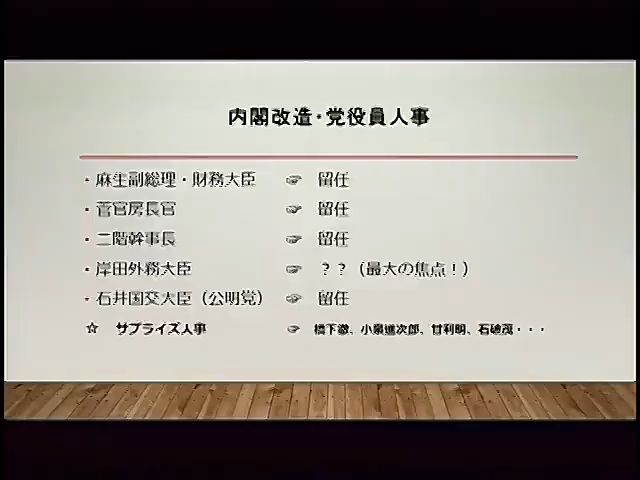 内閣改造・党役員人事
・麻生副総理・財務大臣 ☞ 留任
・菅官房長官 ☞ 留任
・二階幹事長 ☞ 留任
・岸田外務大臣 ☞ ？？（最大の焦点！）
・石井国交大臣（公明党） ☞ 留任
☆ サプライズ人事 ☞ 橋下徹、小泉進次郎、甘利明、石破茂・・・